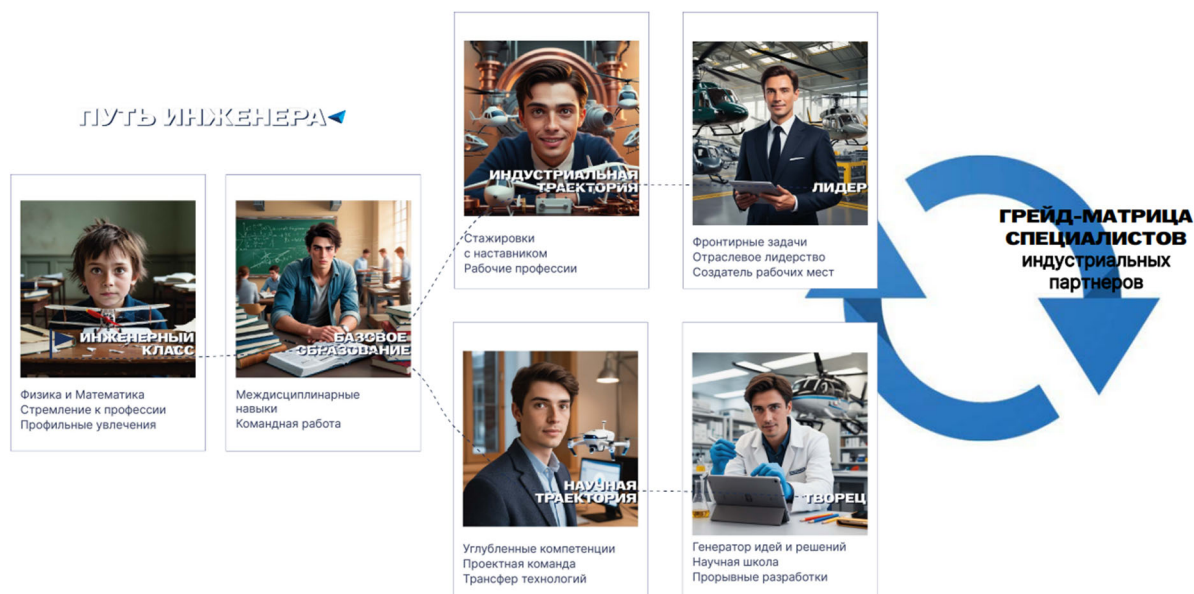 ПУТЬ ИНЖЕНЕРА
ИНЖЕНЕРНЫЙ
КЛАСС
Физика и Математика
Стремление к профессии
Профильные увлечения
БАЗОВОЕ
ОБРАЗОВАНИЕ
Междисциплинарные
навыки
Командная работа
ИНДУСТРИАЛЬНАЯ
ТРАЕКТОРИЯ
Стажировки
с наставником
Рабочие профессии
ЛИДЕР
Фронтирные задачи
Отраслевое лидерство
Создатель рабочих мест
НАУЧНАЯ
ТРАЕКТОРИЯ
Углубленные компетенции
Проектная команда
Трансфер технологий
ТВОРЕЦ
Генератор идей и решений
Научная школа
Прорывные разработки
ГРЕЙД-МАТРИЦА
СПЕЦИАЛИСТОВ
индустриальных
партнеров